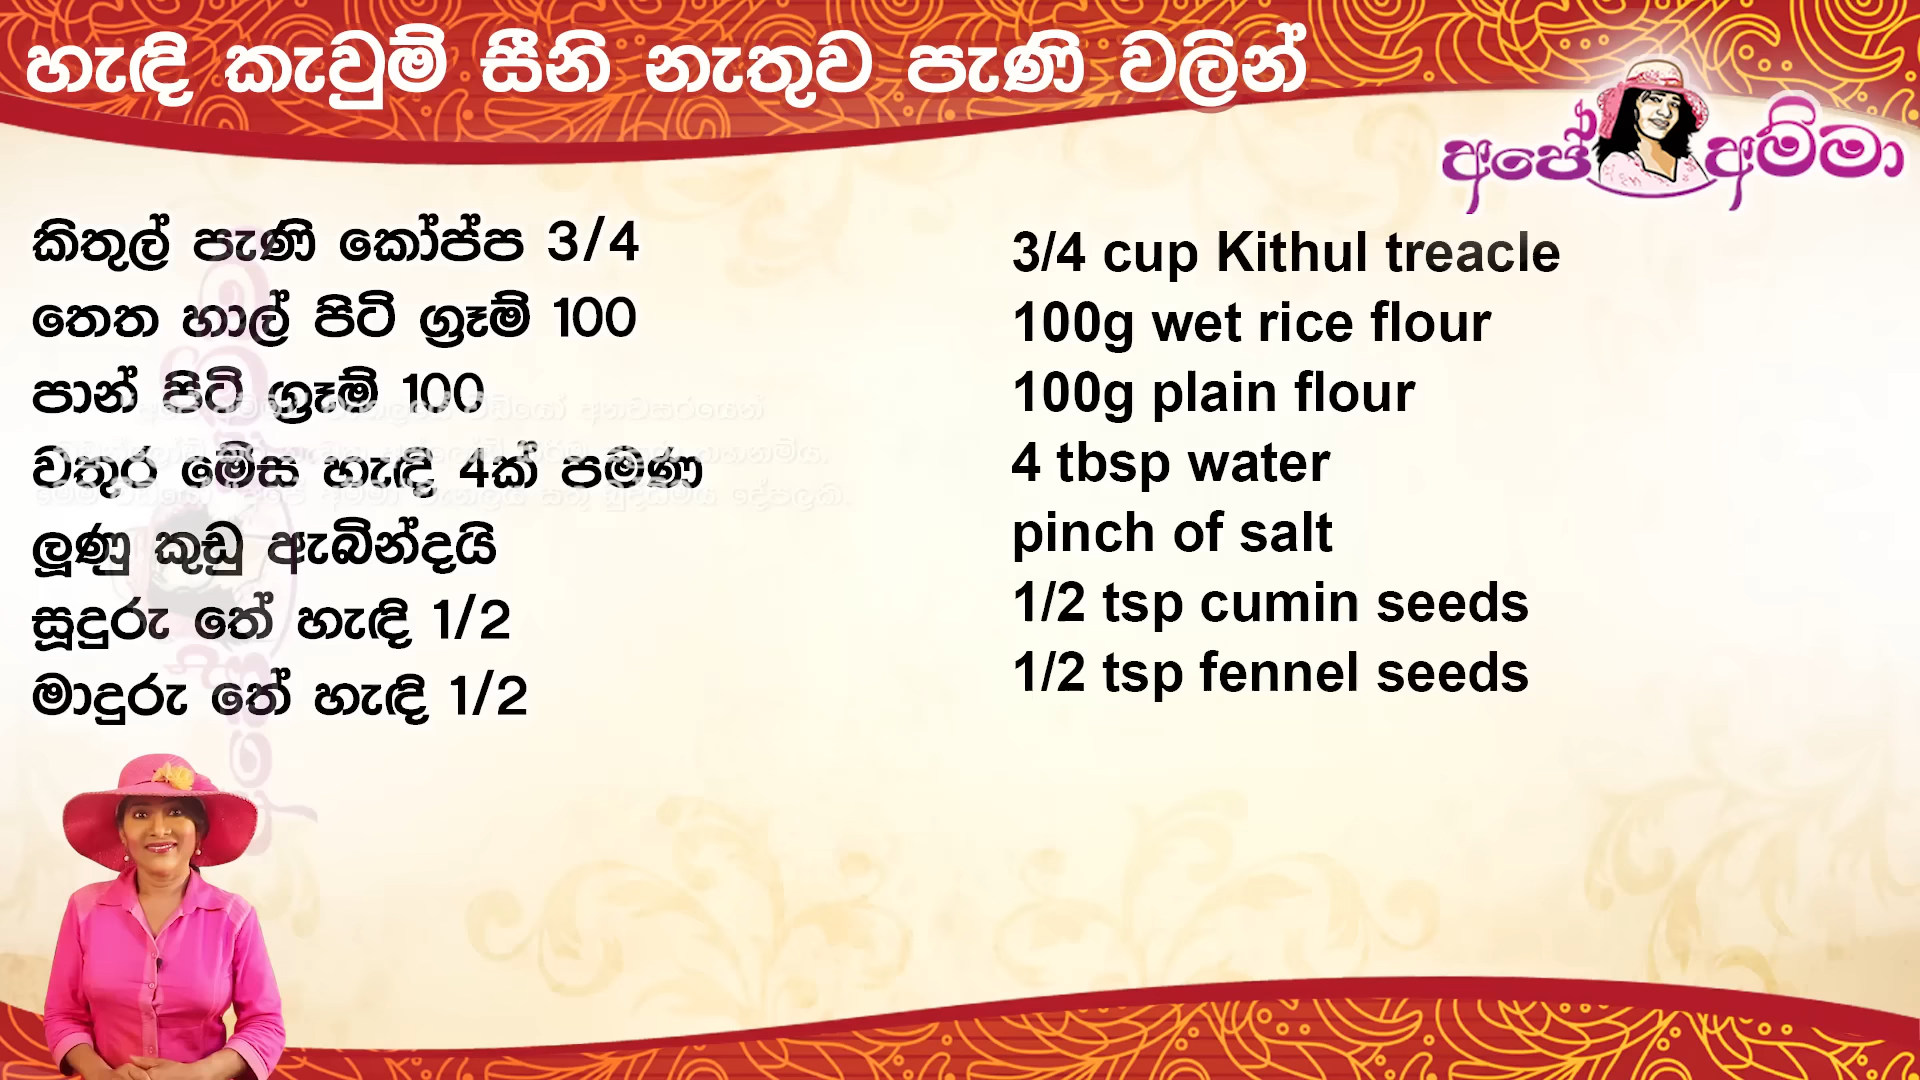 හැඳි කැවුම් සීනි නැතුව පැණි වලින්
අපේ අම්මා
කිතුල් පැණි කෝප්ප 3/4
තෙත හාල් පිටි ග්‍රෑම් 100
පාන් පිටි ග්‍රෑම් 100
වතුර මේස හැඳි 4ක් පමණ
ලූණු කුඩු ඇබින්දයි
සූදුරු තේ හැඳි 1/2
මාදුරු තේ හැඳි 1/2
3/4 cup Kithul treacle
100g wet rice flour
100g plain flour
4 tbsp water
pinch of salt
1/2 tsp cumin seeds
1/2 tsp fennel seeds